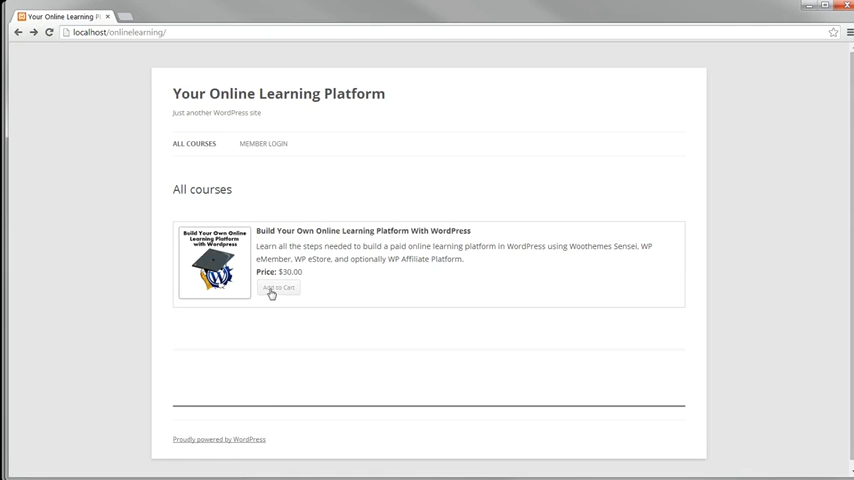 Your Online Learning Pl
localhost/onlinelearning/
Your Online Learning Platform
Just another WordPress site
ALL COURSES MEMBER LOGIN
All courses
Build Your Own Online
Learning Platform
with Wordpress
Build Your Own Online Learning Platform With WordPress
Learn all the steps needed to build a paid online learning platform in WordPress using Woothemes Sensei, WP
eMember, WP eStore, and optionally WP Affiliate Platform.
Price: $30.00
Add to Cart
Proudly powered by WordPress